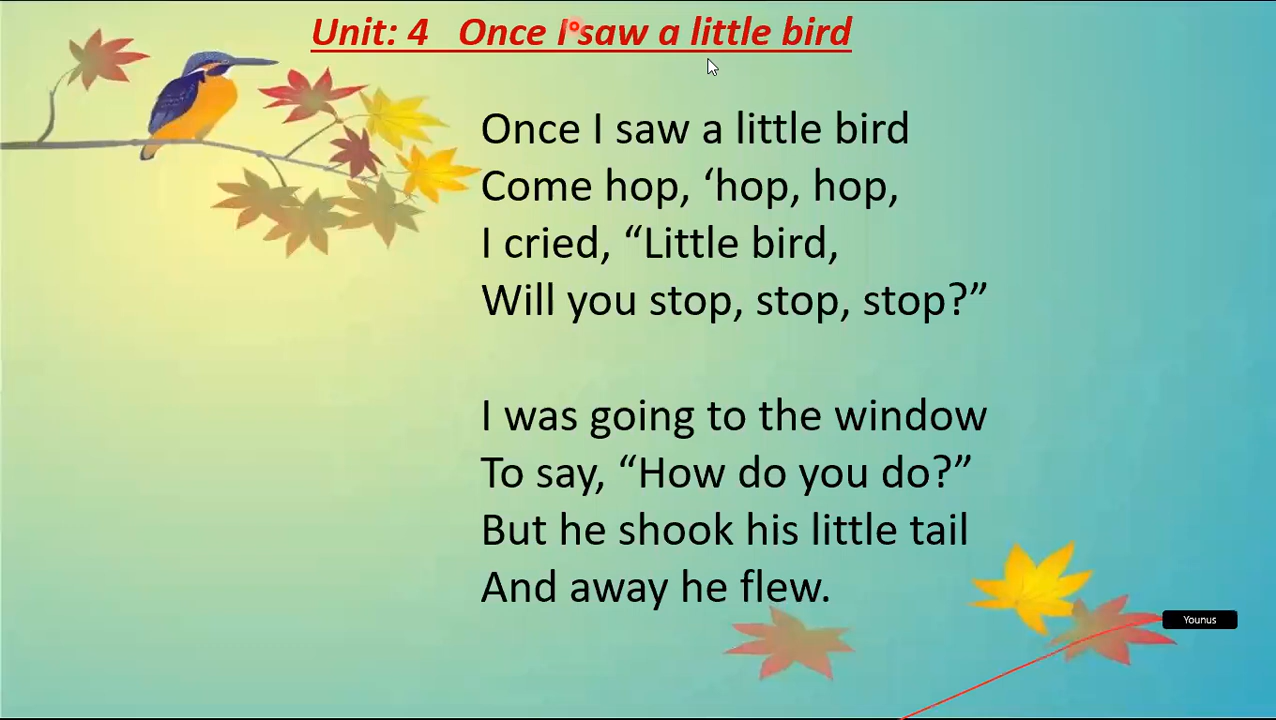 Unit: 4 Once I saw a little bird
Once I saw a little bird
Come hop, ‘hop, hop,
I cried, “Little bird,
Will you stop, stop, stop?”
I was going to the window
To say, “How do you do?”
But he shook his little tail
And away he flew.
Younus